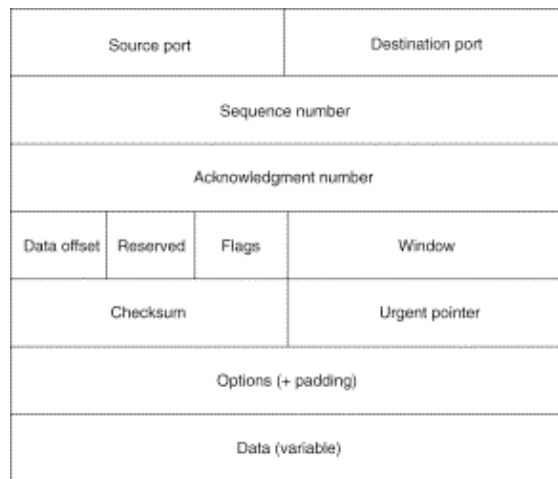 Source port Destination port
Sequence number
Acknowledgment number
Data offset Reserved Flags Window
Checksum Urgent pointer
Options (+ padding)
Data (variable)